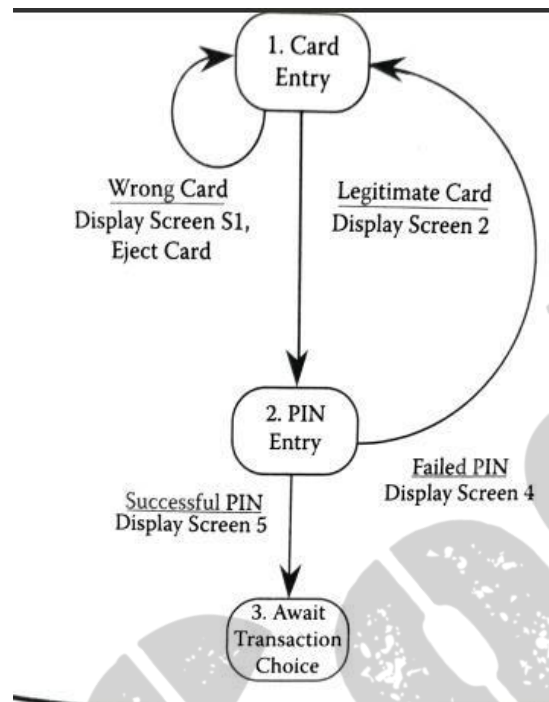 1. Card
Entry
Wrong Card
Display Screen S1,
Eject Card
Legitimate Card
Display Screen 2
2. PIN
Entry
Failed PIN
Display Screen 4
Successful PIN
Display Screen 5
3. Await
Transaction
Choice